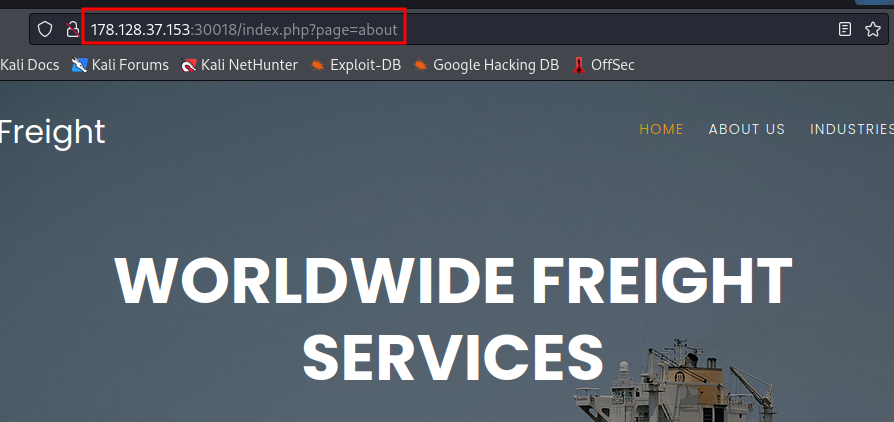 178.128.37.153:30018/index.php?page=about
Kali Docs Kali Forums Kali NetHunter Exploit-DB Google Hacking DB OffSec
Freight HOME ABOUT US INDUSTRIES
WORLDWIDE FREIGHT
SERVICES